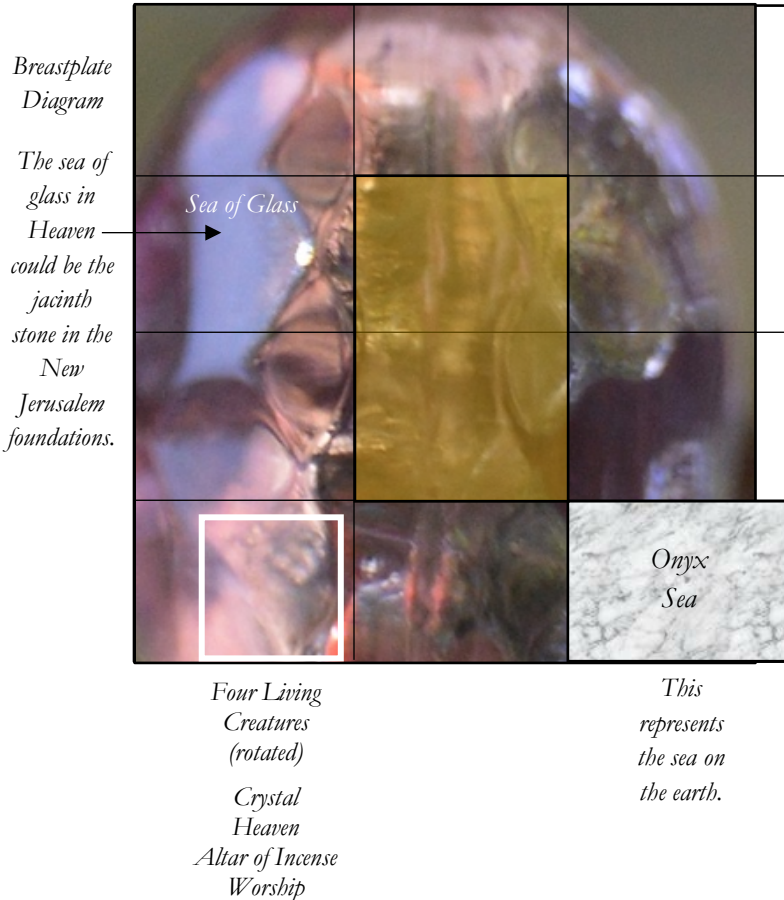 Breastplate
Diagram
The sea of
glass in
Heaven
could be the
jacinth
stone in the
New
Jerusalem
foundations.
Sea of Glass
Onyx
Sea
Four Living
Creatures
(rotated)
Crystal
Heaven
Altar of Incense
Worship
This
represents
the sea on
the earth.